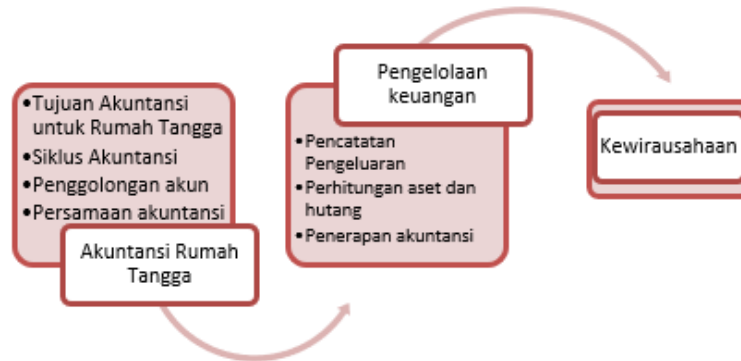 •Tujuan Akuntansi
untuk Rumah Tangga
•Siklus Akuntansi
•Penggolongan akun
•Persamaan akuntansi
Akuntansi Rumah
Tangga
Pengelolaan
keuangan
•Pencatatan
Pengeluaran
•Perhitungan aset dan
hutang
•Penerapan akuntansi
Kewirausahaan